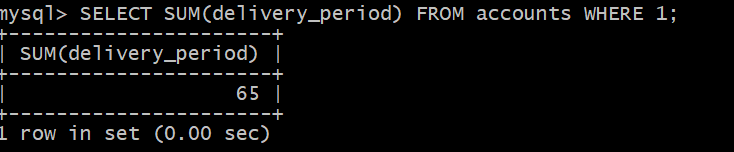 mysql> SELECT SUM(delivery_period) FROM accounts WHERE 1;
+----------------------+
| SUM(delivery_period) |
+----------------------+
|                   65 |
+----------------------+
1 row in set (0.00 sec)